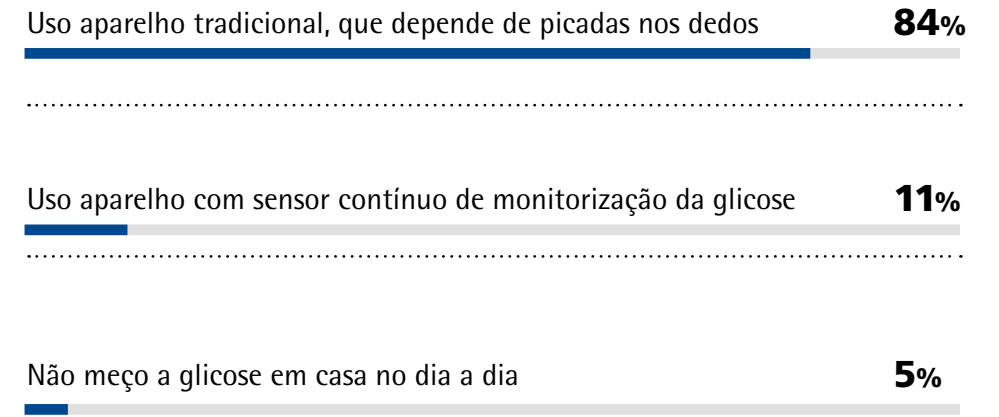 Uso aparelho tradicional, que depende de picadas nos dedos 84%
Uso aparelho com sensor contínuo de monitorização da glicose 11%
Não meço a glicose em casa no dia a dia 5%